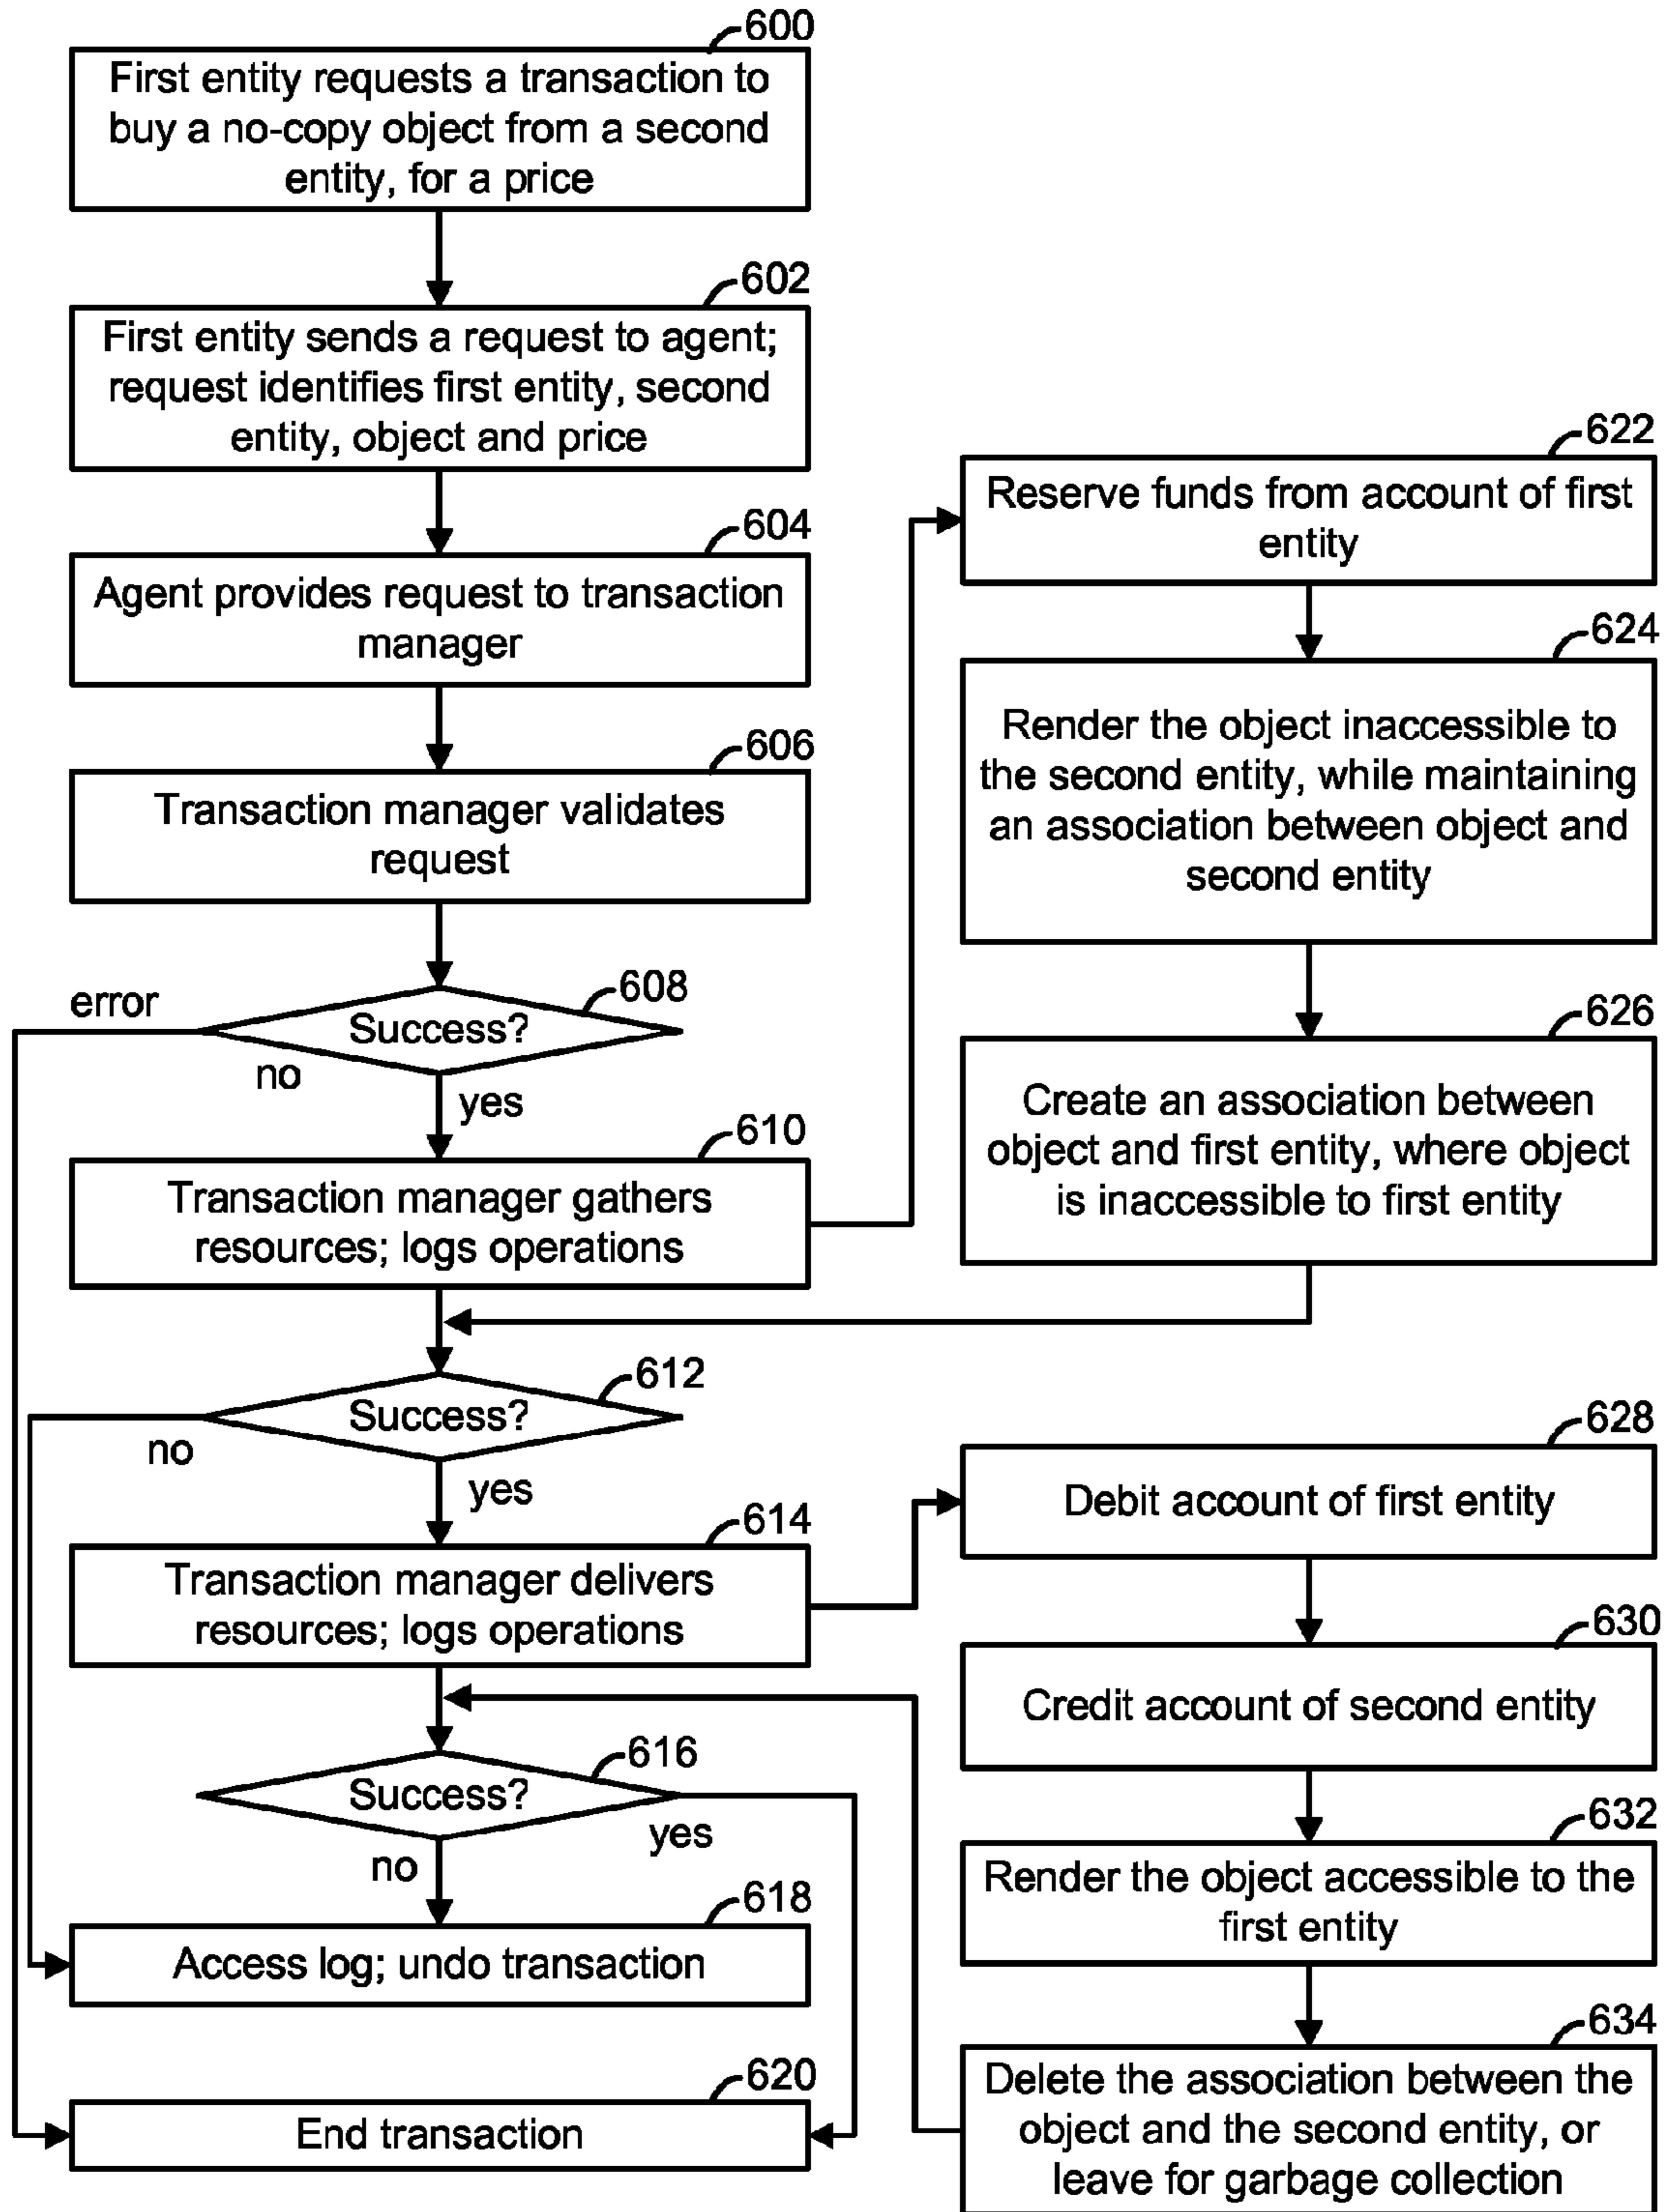 600
First entity requests a transaction to
buy a no-copy object from a second
entity, for a price
602
First entity sends a request to agent;
request identifies first entity, second
entity, object and price
604
Agent provides request to transaction
manager
606
Transaction manager validates
request
608
error
Success?
no
yes
610
Transaction manager gathers
resources; logs operations
612
Success?
no
yes
614
Transaction manager delivers
resources; logs operations
616
Success?
yes
no
618
Access log; undo transaction
620
End transaction
622
Reserve funds from account of first
entity
624
Render the object inaccessible to
the second entity, while maintaining
an association between object and
second entity
626
Create an association between
object and first entity, where object
is inaccessible to first entity
628
Debit account of first entity
630
Credit account of second entity
632
Render the object accessible to the
first entity
634
Delete the association between the
object and the second entity, or
leave for garbage collection